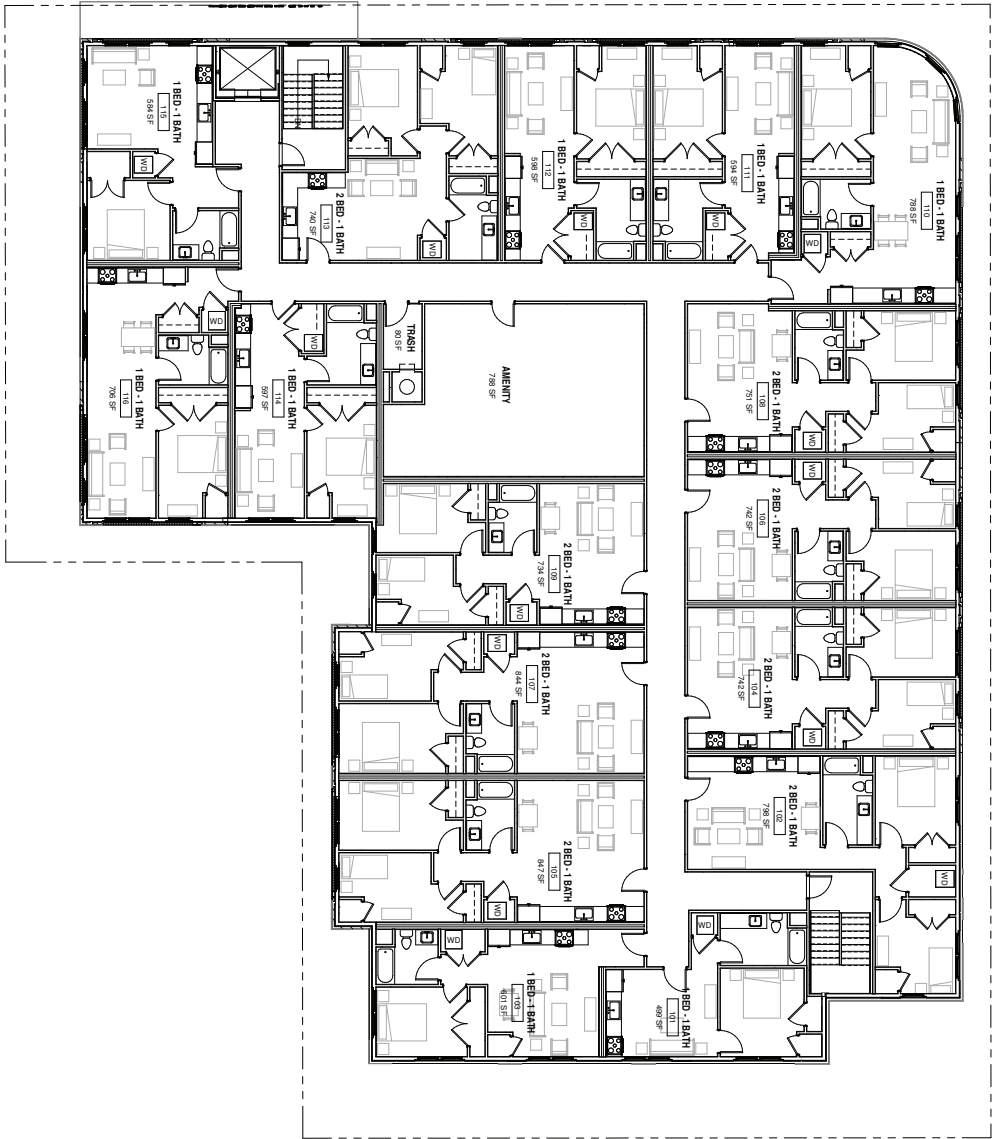 1 BED - 1 BATH
115
584 SF
WD
DN
2 BED - 1 BATH
113
740 SF
WD
1 BED - 1 BATH
112
598 SF
WD
1 BED - 1 BATH
111
594 SF
WD
1 BED - 1 BATH
110
788 SF
WD
1 BED - 1 BATH
116
706 SF
WD
1 BED - 1 BATH
114
597 SF
WD
TRASH
80 SF
AMENITY
788 SF
2 BED - 1 BATH
108
751 SF
WD
2 BED - 1 BATH
106
742 SF
WD
2 BED - 1 BATH
109
734 SF
WD
2 BED - 1 BATH
107
844 SF
WD
2 BED - 1 BATH
104
742 SF
WD
2 BED - 1 BATH
105
847 SF
WD
2 BED - 1 BATH
102
798 SF
WD
1 BED - 1 BATH
103
601 SF
WD
1 BED - 1 BATH
101
499 SF
WD